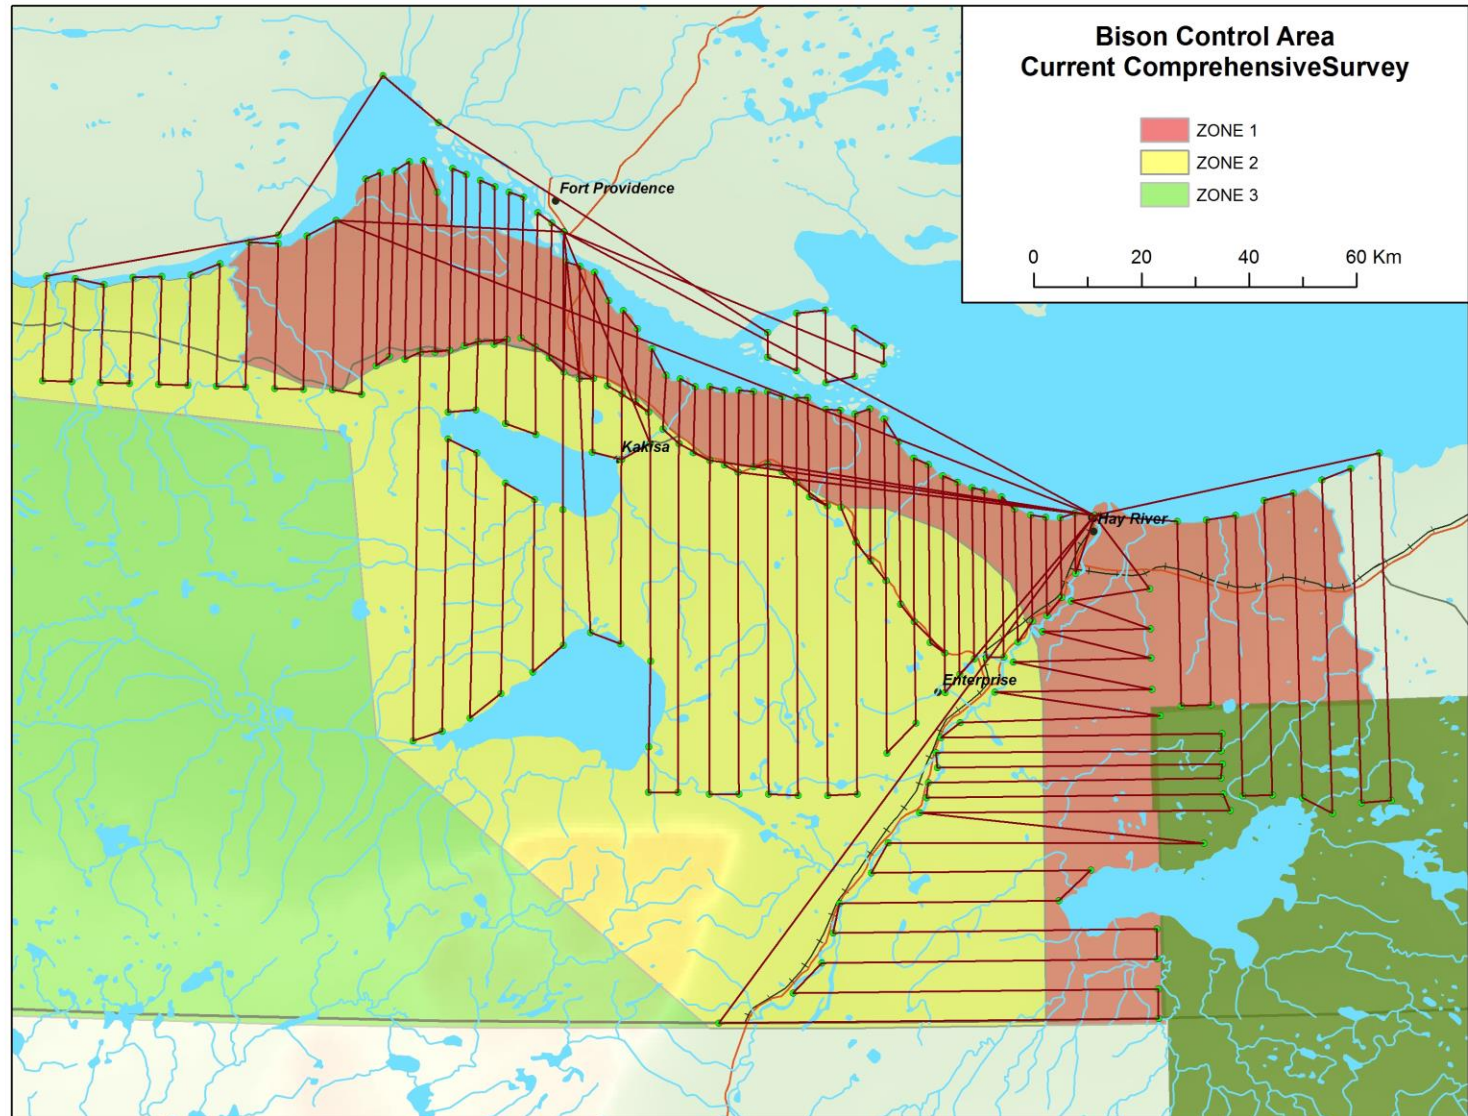 Bison Control Area
Current ComprehensiveSurvey
ZONE 1
ZONE 2
ZONE 3
0 20 40 60 Km
Fort Providence
Kakisa
Hay River
Enterprise